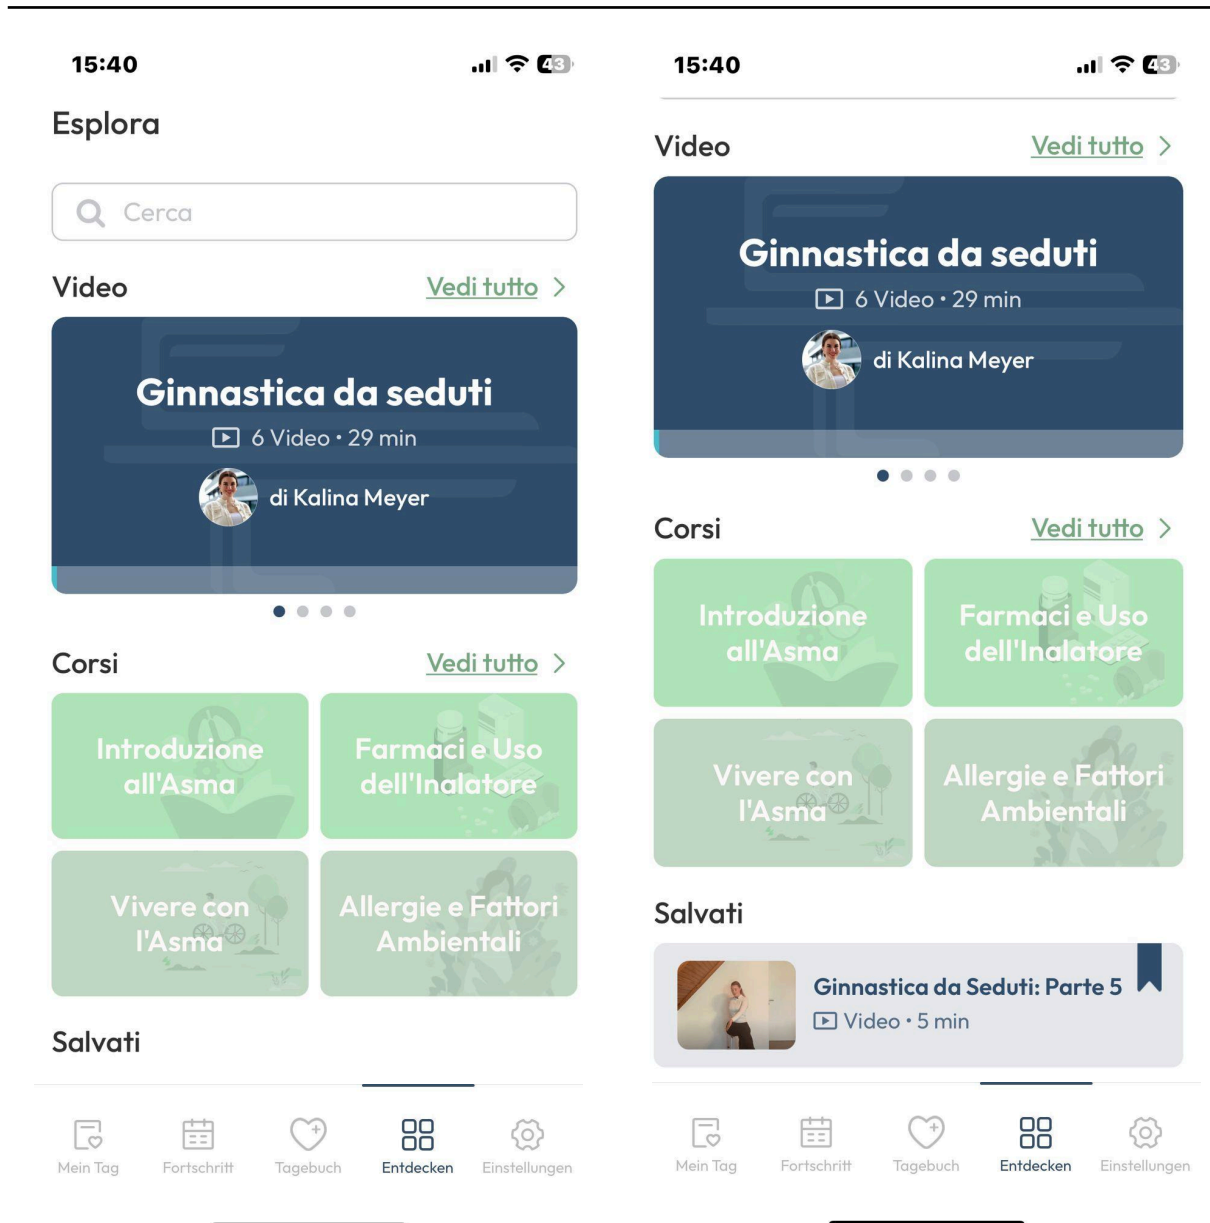 15:40
43
Esplora
Cerca
Video
Vedi tutto
Ginnastica da seduti
6 Video • 29 min
di Kalina Meyer
Corsi
Vedi tutto
Introduzione
all'Asma
Farmaci e Uso
dell'Inalatore
Vivere con
l'Asma
Allergie e Fattori
Ambientali
Salvati
Mein Tag
Fortschritt
Tagebuch
Entdecken
Einstellungen
15:40
43
Video
Vedi tutto
Ginnastica da seduti
6 Video • 29 min
di Kalina Meyer
Corsi
Vedi tutto
Introduzione
all'Asma
Farmaci e Uso
dell'Inalatore
Vivere con
l'Asma
Allergie e Fattori
Ambientali
Salvati
Ginnastica da Seduti: Parte 5
Video • 5 min
Mein Tag
Fortschritt
Tagebuch
Entdecken
Einstellungen